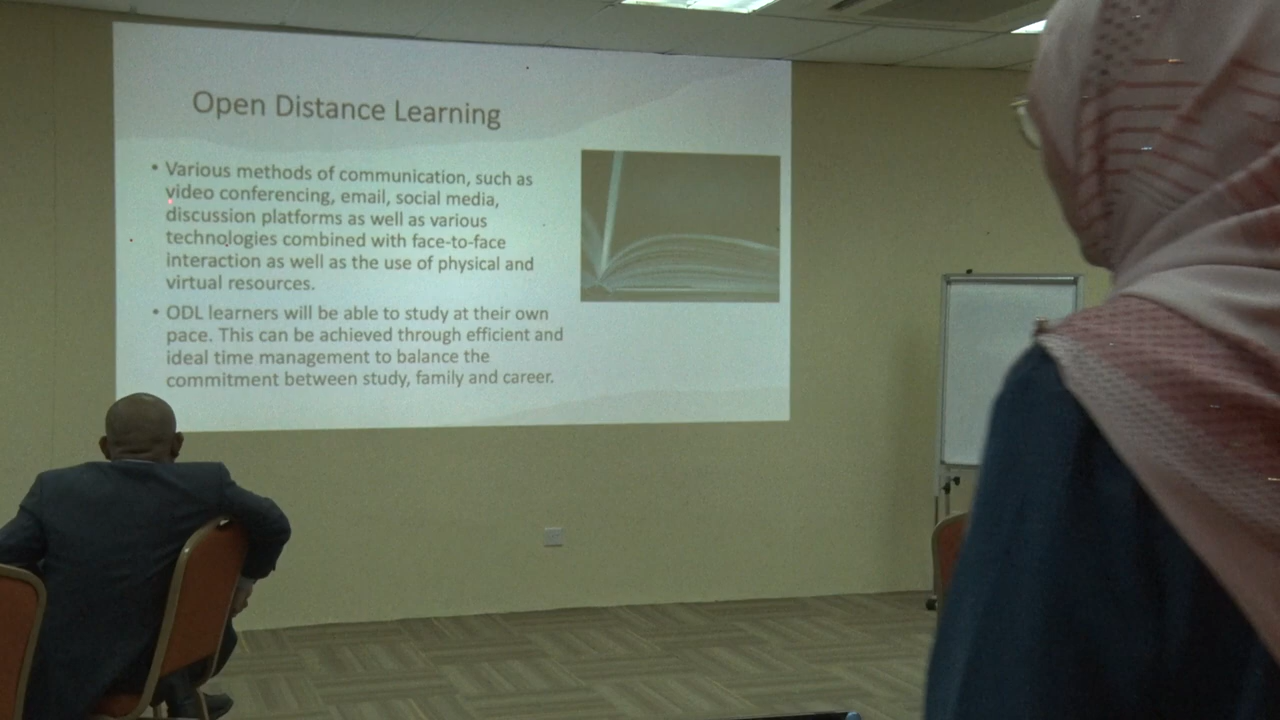 Open Distance Learning
• Various methods of communication, such as
video conferencing, email, social media,
discussion platforms as well as various
technologies combined with face-to-face
interaction as well as the use of physical and
virtual resources.
• ODL learners will be able to study at their own
pace. This can be achieved through efficient and
ideal time management to balance the
commitment between study, family and career.